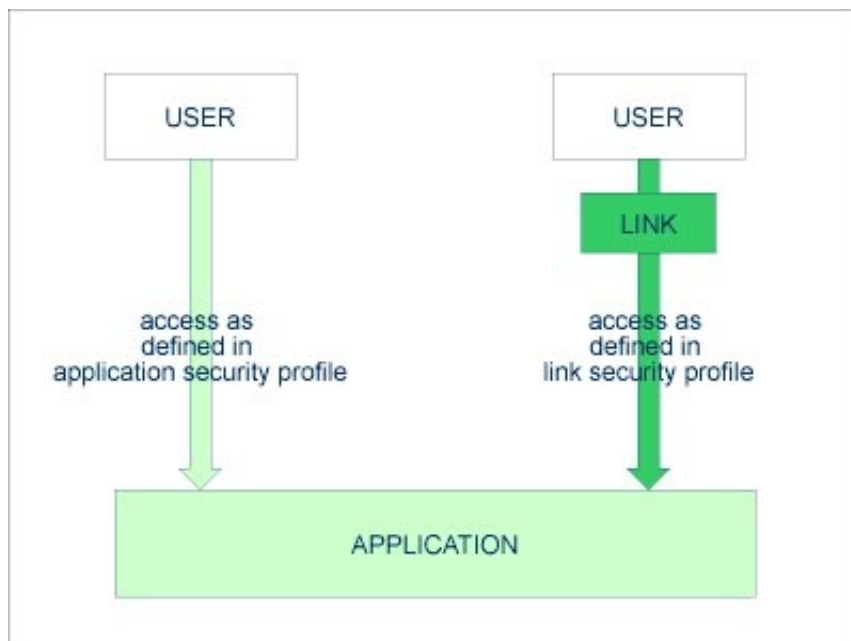 USER
USER
LINK
access as
defined in
application security profile
access as
defined in
link security profile
APPLICATION